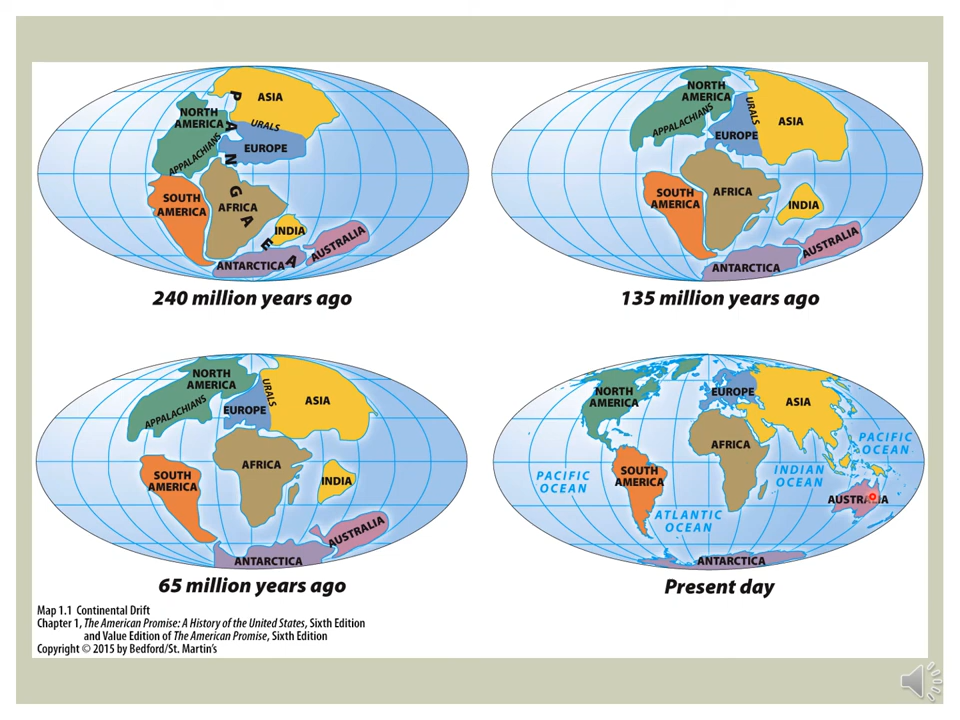 ASIA
PANGAEA
NORTH
AMERICA
URALS
APPALACHIANS
EUROPE
SOUTH
AMERICA
AFRICA
INDIA
AUSTRALIA
ANTARCTICA
240 million years ago
NORTH
AMERICA
APPALACHIANS
URALS
EUROPE
ASIA
SOUTH
AMERICA
AFRICA
INDIA
AUSTRALIA
ANTARCTICA
135 million years ago
NORTH
AMERICA
URALS
APPALACHIANS
EUROPE
ASIA
SOUTH
AMERICA
AFRICA
INDIA
AUSTRALIA
ANTARCTICA
65 million years ago
NORTH
AMERICA
EUROPE
ASIA
AFRICA
PACIFIC
OCEAN
PACIFIC
OCEAN
SOUTH
AMERICA
INDIAN
OCEAN
AUSTRALIA
ATLANTIC
OCEAN
ANTARCTICA
Present day
Map 1.1 Continental Drift
Chapter 1, The American Promise: A History of the United States, Sixth Edition
and Value Edition of The American Promise, Sixth Edition
Copyright © 2015 by Bedford/St. Martin's